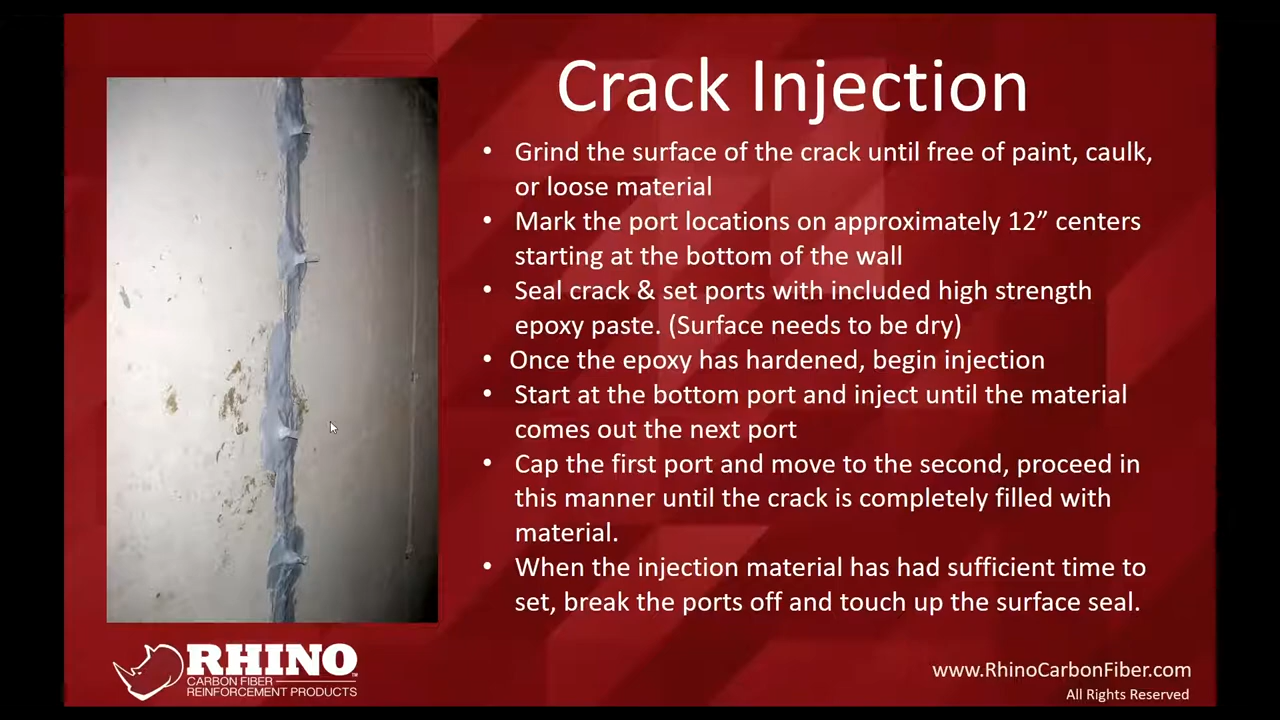 Crack Injection
• Grind the surface of the crack until free of paint, caulk,
or loose material
• Mark the port locations on approximately 12” centers
starting at the bottom of the wall
• Seal crack & set ports with included high strength
epoxy paste. (Surface needs to be dry)
• Once the epoxy has hardened, begin injection
• Start at the bottom port and inject until the material
comes out the next port
• Cap the first port and move to the second, proceed in
this manner until the crack is completely filled with
material.
• When the injection material has had sufficient time to
set, break the ports off and touch up the surface seal.
RHINO™
CARBON FIBER
REINFORCEMENT PRODUCTS
www.RhinoCarbonFiber.com
All Rights Reserved